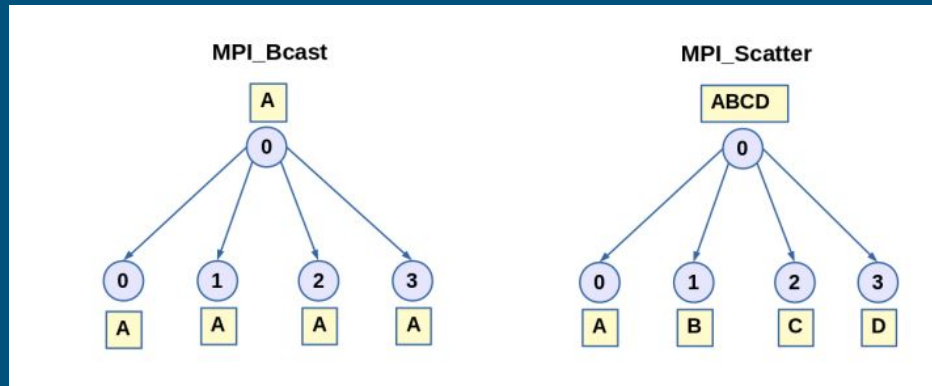 MPI_Bcast
A
0
0 1 2 3
A A A A
MPI_Scatter
ABCD
0
0 1 2 3
A B C D